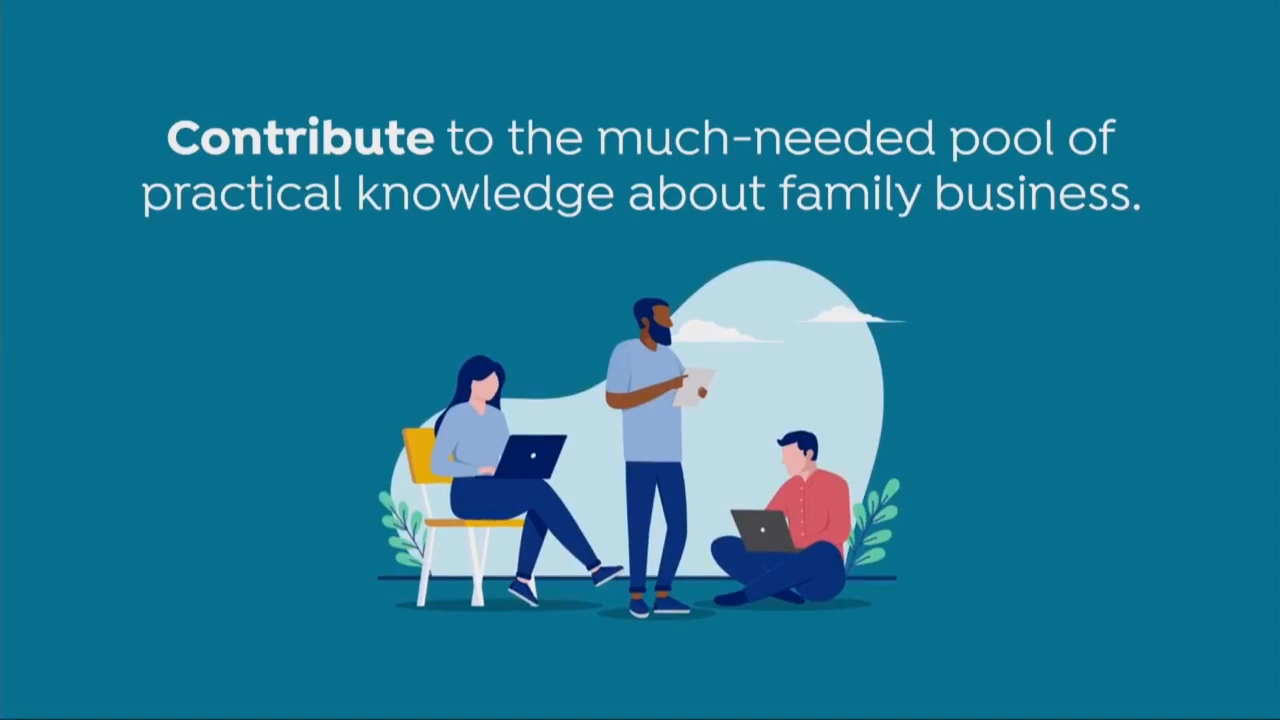 Contribute to the much-needed pool of
practical knowledge about family business.